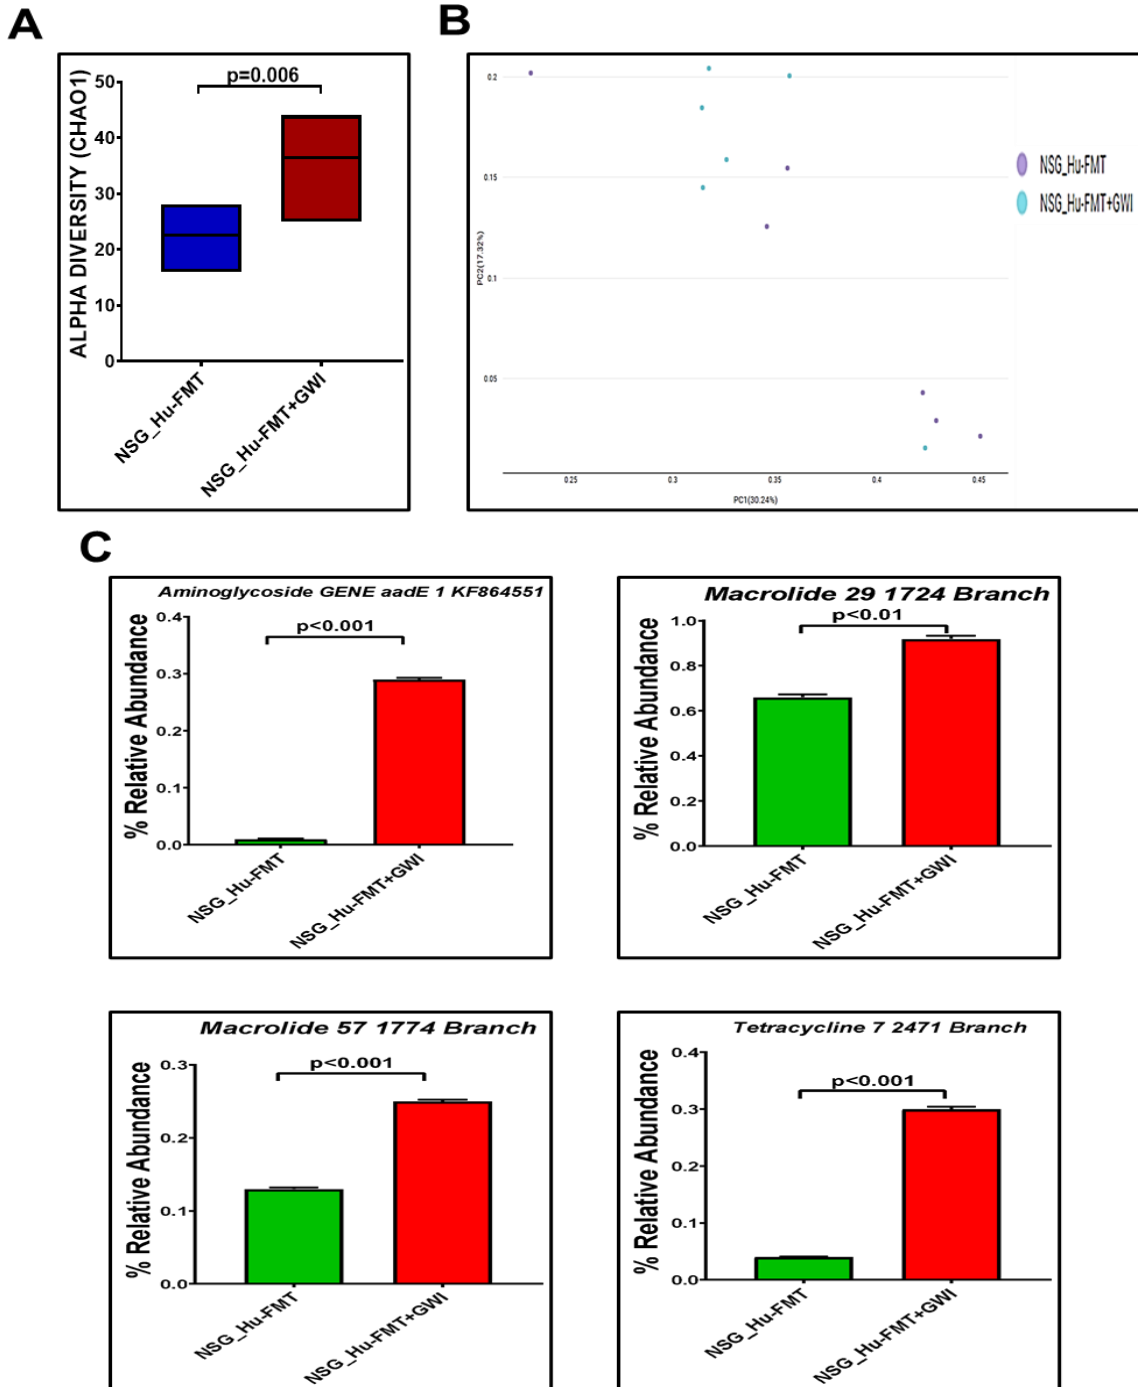 A
B
ALPHA DIVERSITY (CHAO1)
50
40
30
20
10
0
p=0.006
NSG_Hu-FMT
NSG_Hu-FMT+GWI
PC2(17.32%)
0.2
0.15
0.1
0.05
0.25
0.3
0.35
0.4
0.45
PC1(30.24%)
NSG_Hu-FMT
NSG_Hu-FMT+GWI
C
Aminoglycoside GENE aadE 1 KF864551
% Relative Abundance
0.4
0.3
0.2
0.1
0.0
p<0.001
NSG_Hu-FMT
NSG_Hu-FMT+GWI
Macrolide 29 1724 Branch
% Relative Abundance
1.0
0.8
0.6
0.4
0.2
0.0
p<0.01
NSG_Hu-FMT
NSG_Hu-FMT+GWI
Macrolide 57 1774 Branch
% Relative Abundance
0.3
0.2
0.1
0.0
p<0.001
NSG_Hu-FMT
NSG_Hu-FMT+GWI
Tetracycline 7 2471 Branch
% Relative Abundance
0.4
0.3
0.2
0.1
0.0
p<0.001
NSG_Hu-FMT
NSG_Hu-FMT+GWI